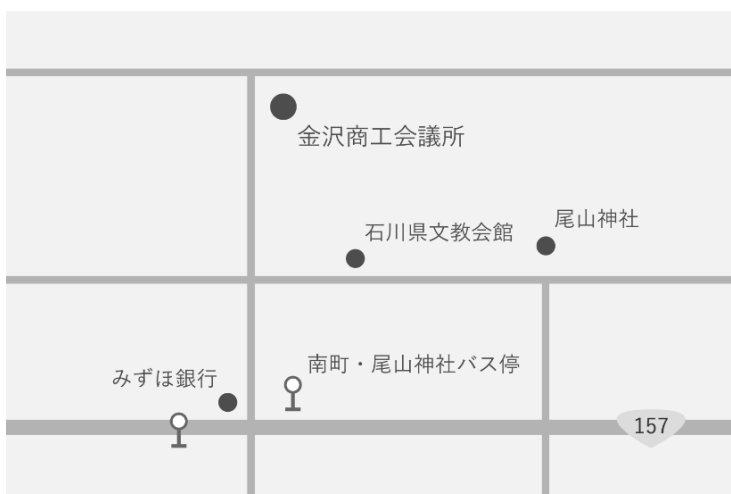 金沢商工会議所
尾山神社
石川県文教会館
南町・尾山神社バス停
みずほ銀行
157